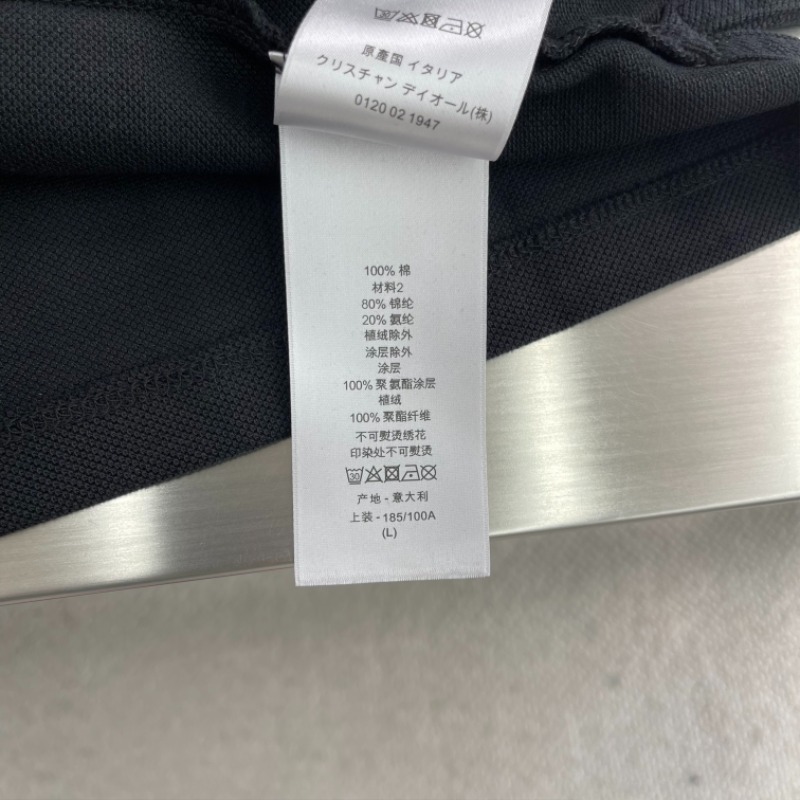 原産国 イタリア
クリスチャン デイオール(株)
0120 02 1947
100% 棉
材料2
80% 锦纶
20% 氨纶
植绒除外
涂层除外
涂层
100% 聚氨酯涂层
植绒
100% 聚酯纤维
不可熨烫绣花
印染处不可熨烫
30
产地 - 意大利
上装 - 185/100A
(L)